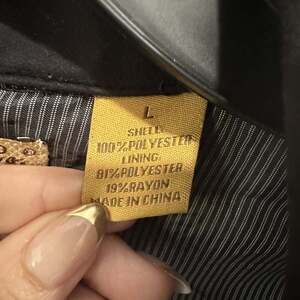 L
SHELL
100%POLYESTER
LINING:
81%POLYESTER
19%RAYON
MADE IN CHINA